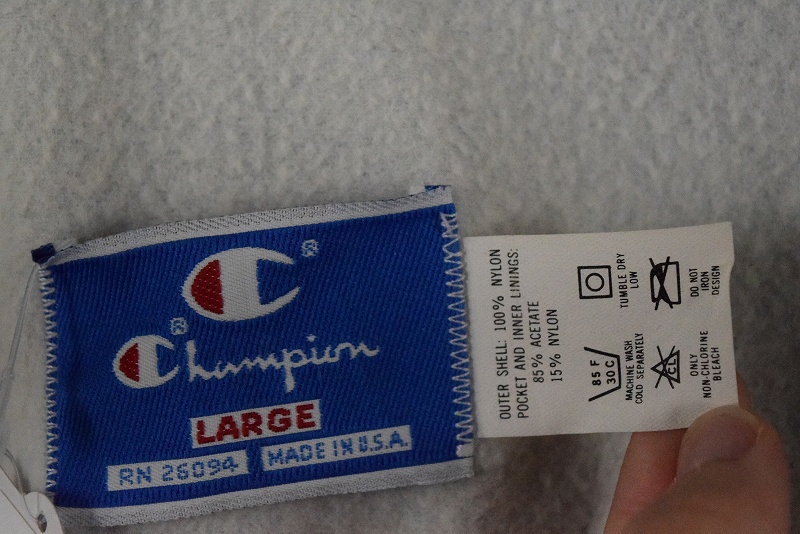 ®
®
Champion
LARGE
RN 26094
MADE IN U.S.A.
OUTER SHELL: 100% NYLON
POCKET AND INNER LININGS:
85% ACETATE
15% NYLON
TUMBLE DRY
LOW
DO NOT
IRON
DESIGN
85 F
30 C
MACHINE WASH
COLD SEPARATELY
CL
ONLY
NON-CHLORINE
BLEACH